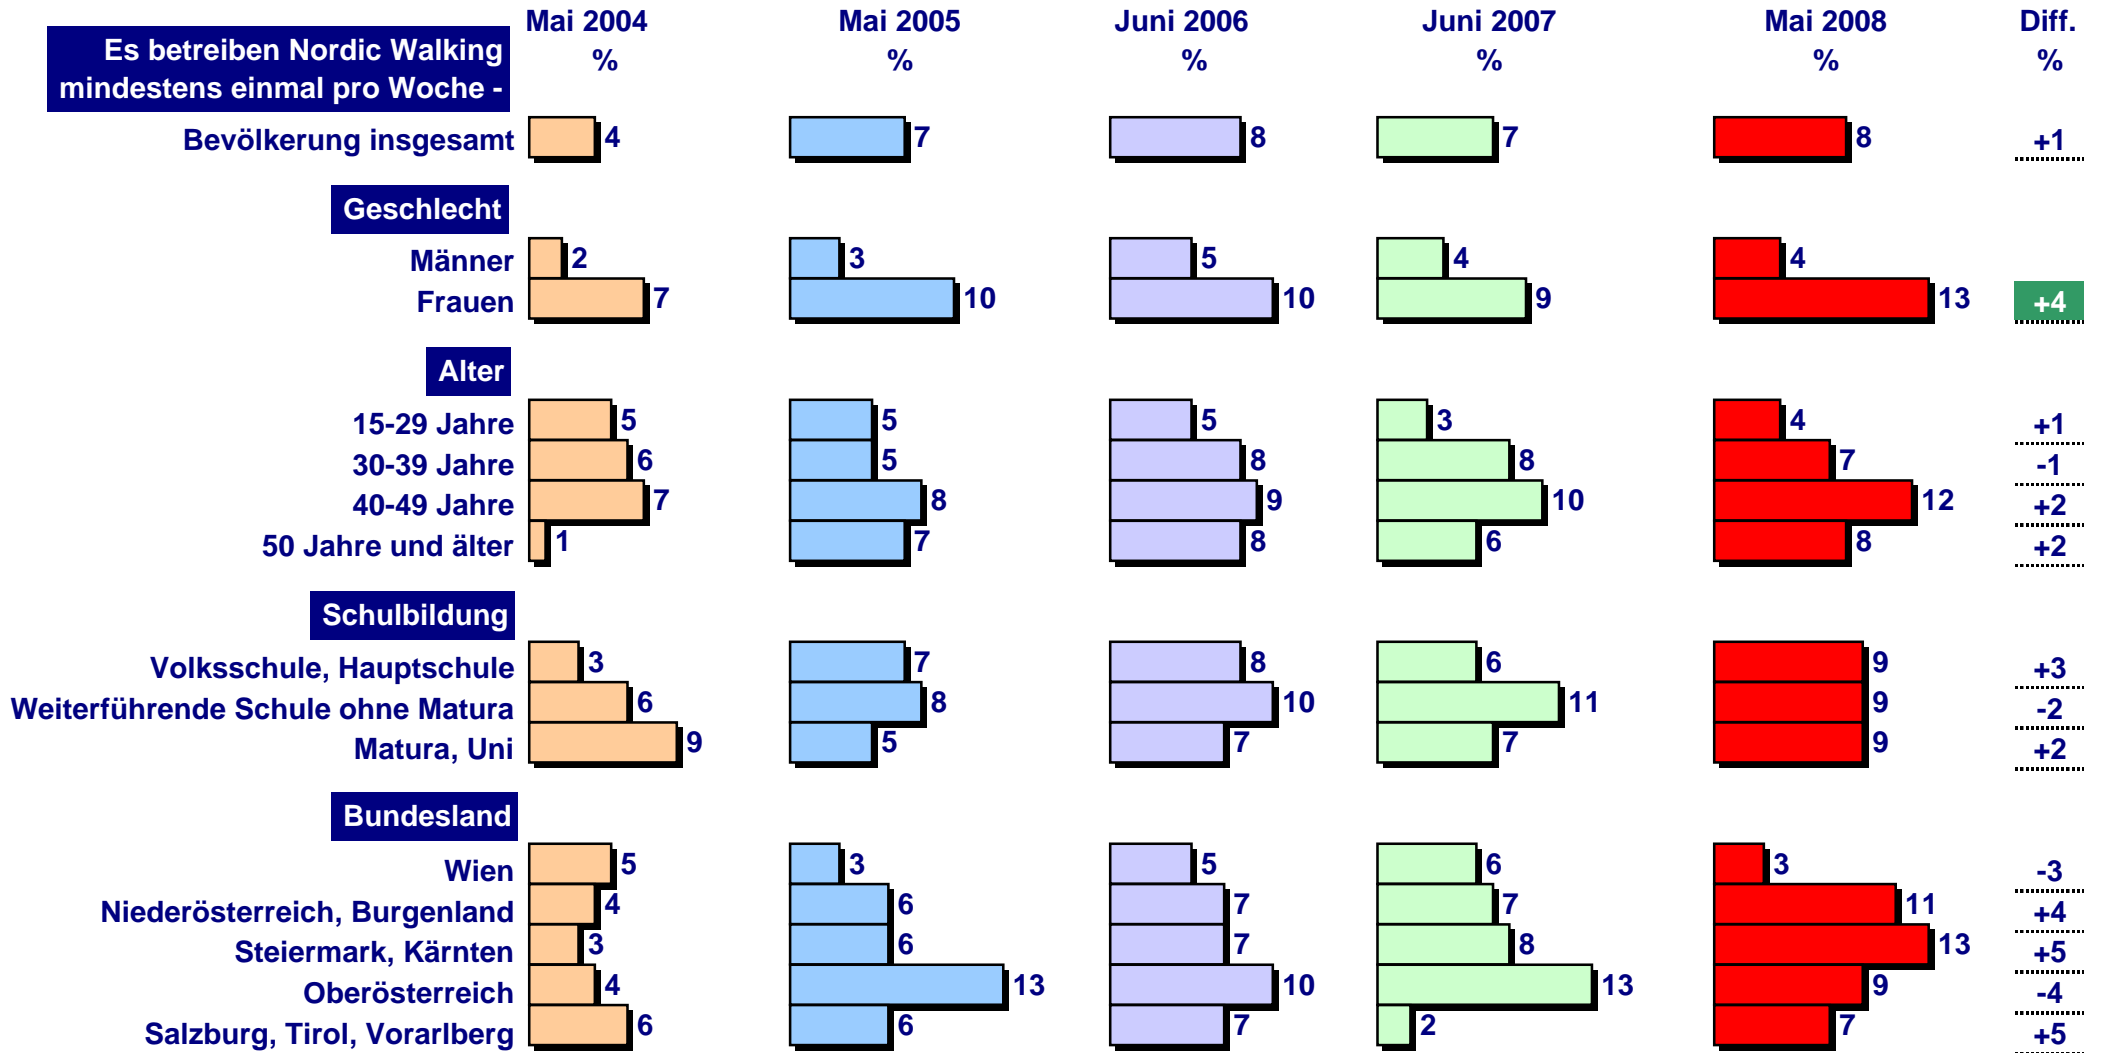 Mai 2004 Mai 2005 Juni 2006 Juni 2007 Mai 2008 Diff.
Es betreiben Nordic Walking % % % % % %
mindestens einmal pro Woche -
Bevölkerung insgesamt 4 7 8 7 8 +1
Geschlecht
Männer 2 3 5 4 4
Frauen 7 10 10 9 13 +4
Alter
15-29 Jahre 5 5 5 3 4 +1
30-39 Jahre 6 5 8 8 7 -1
40-49 Jahre 7 8 9 10 12 +2
50 Jahre und älter 1 7 8 6 8 +2
Schulbildung
Volksschule, Hauptschule 3 7 8 6 9 +3
Weiterführende Schule ohne Matura 6 8 10 11 9 -2
Matura, Uni 9 5 7 7 9 +2
Bundesland
Wien 5 3 5 6 3 -3
Niederösterreich, Burgenland 4 6 7 7 11 +4
Steiermark, Kärnten 3 6 7 8 13 +5
Oberösterreich 4 13 10 13 9 -4
Salzburg, Tirol, Vorarlberg 6 6 7 2 7 +5